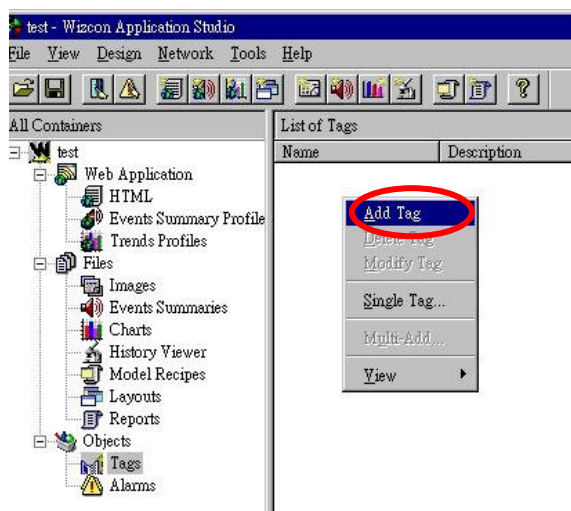 test - Wizcon Application Studio
File View Design Network Tools Help
All Containers
List of Tags
Name Description
test
Web Application
HTML
Events Summary Profile
Trends Profiles
Files
Images
Events Summaries
Charts
History Viewer
Model Recipes
Layouts
Reports
Objects
Tags
Alarms
Add Tag
Delete Tag
Modify Tag
Single Tag...
Multi-Add...
View